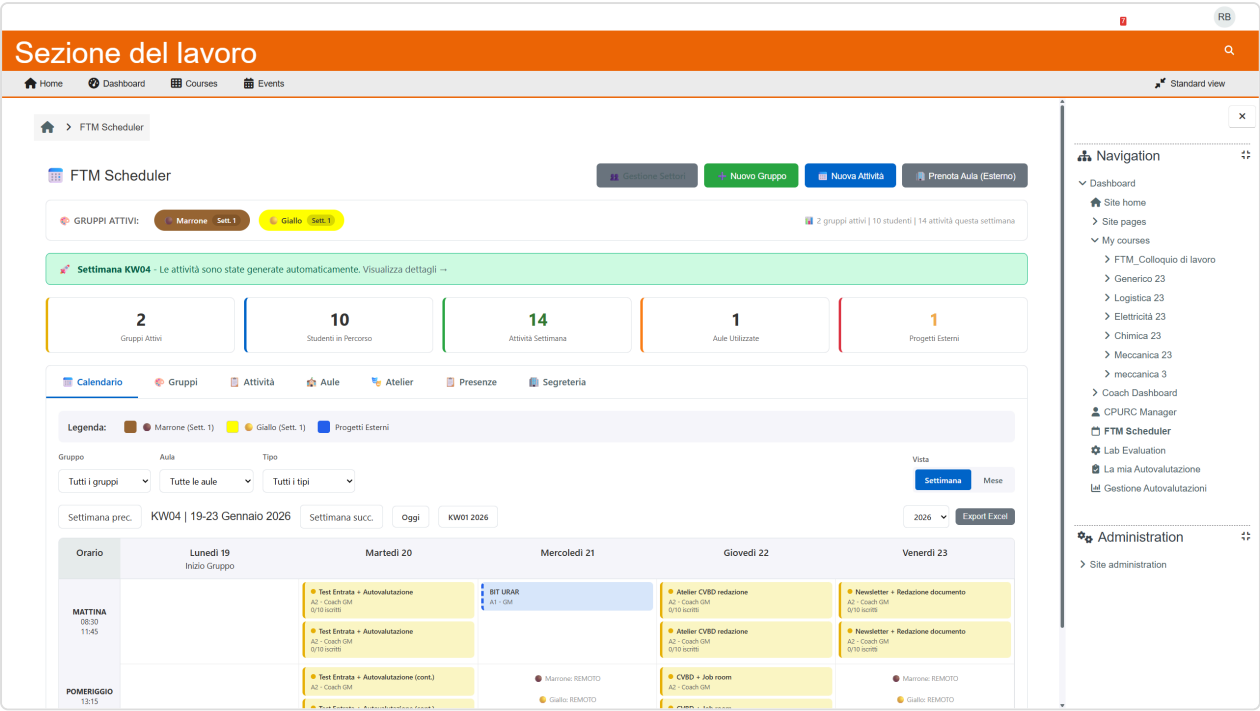 7
RB
Sezione del lavoro
Home
Dashboard
Courses
Events
Standard view
FTM Scheduler
FTM Scheduler
Gestione Settori
Nuovo Gruppo
Nuova Attività
Prenota Aula (Esterno)
GRUPPI ATTIVI:
Marrone Sett. 1
Giallo Sett. 1
2 gruppi attivi | 10 studenti | 14 attività questa settimana
Settimana KW04 - Le attività sono state generate automaticamente. Visualizza dettagli →
2
Gruppi Attivi
10
Studenti in Percorso
14
Attività Settimana
1
Aule Utilizzate
1
Progetti Esterni
Calendario
Gruppi
Attività
Aule
Atelier
Presenze
Segreteria
Legenda:
Marrone (Sett. 1)
Giallo (Sett. 1)
Progetti Esterni
Gruppo
Tutti i gruppi
Aula
Tutte le aule
Tipo
Tutti i tipi
Vista
Settimana
Mese
Settimana prec.
KW04 | 19-23 Gennaio 2026
Settimana succ.
Oggi
KW01 2026
2026
Export Excel
Orario
Lunedì 19
Inizio Gruppo
Martedì 20
Mercoledì 21
Giovedì 22
Venerdì 23
MATTINA
08:30
11:45
Test Entrata + Autovalutazione
A2 - Coach GM
0/10 iscritti
Test Entrata + Autovalutazione
A2 - Coach GM
0/10 iscritti
BIT URAR
A1 - GM
Atelier CVBD redazione
A2 - Coach GM
0/10 iscritti
Atelier CVBD redazione
A2 - Coach GM
0/10 iscritti
Newsletter + Redazione documento
A2 - Coach GM
0/10 iscritti
Newsletter + Redazione documento
A2 - Coach GM
0/10 iscritti
POMERIGGIO
13:15
Test Entrata + Autovalutazione (cont.)
A2 - Coach GM
Test Entrata + Autovalutazione (cont.)
Marrone: REMOTO
Giallo: REMOTO
CVBD + Job room
A2 - Coach GM
CVBD + Job room
Marrone: REMOTO
Giallo: REMOTO
Navigation
Dashboard
Site home
Site pages
My courses
FTM_Colloquio di lavoro
Generico 23
Logistica 23
Elettricità 23
Chimica 23
Meccanica 23
meccanica 3
Coach Dashboard
CPURC Manager
FTM Scheduler
Lab Evaluation
La mia Autovalutazione
Gestione Autovalutazioni
Administration
Site administration